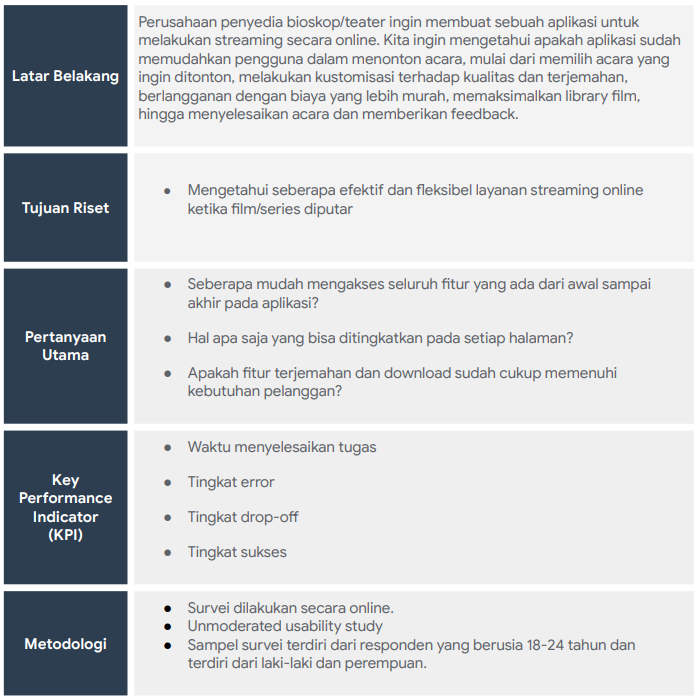 Latar Belakang
Perusahaan penyedia bioskop/teater ingin membuat sebuah aplikasi untuk
melakukan streaming secara online. Kita ingin mengetahui apakah aplikasi sudah
memudahkan pengguna dalam menonton acara, mulai dari memilih acara yang
ingin ditonton, melakukan kustomisasi terhadap kualitas dan terjemahan,
berlangganan dengan biaya yang lebih murah, memaksimalkan library film,
hingga menyelesaikan acara dan memberikan feedback.
Tujuan Riset
● Mengetahui seberapa efektif dan fleksibel layanan streaming online
ketika film/series diputar
Pertanyaan
Utama
● Seberapa mudah mengakses seluruh fitur yang ada dari awal sampai
akhir pada aplikasi?
● Hal apa saja yang bisa ditingkatkan pada setiap halaman?
● Apakah fitur terjemahan dan download sudah cukup memenuhi
kebutuhan pelanggan?
Key
Performance
Indicator
(KPI)
● Waktu menyelesaikan tugas
● Tingkat error
● Tingkat drop-off
● Tingkat sukses
Metodologi
● Survei dilakukan secara online.
● Unmoderated usability study
● Sampel survei terdiri dari responden yang berusia 18-24 tahun dan
terdiri dari laki-laki dan perempuan.